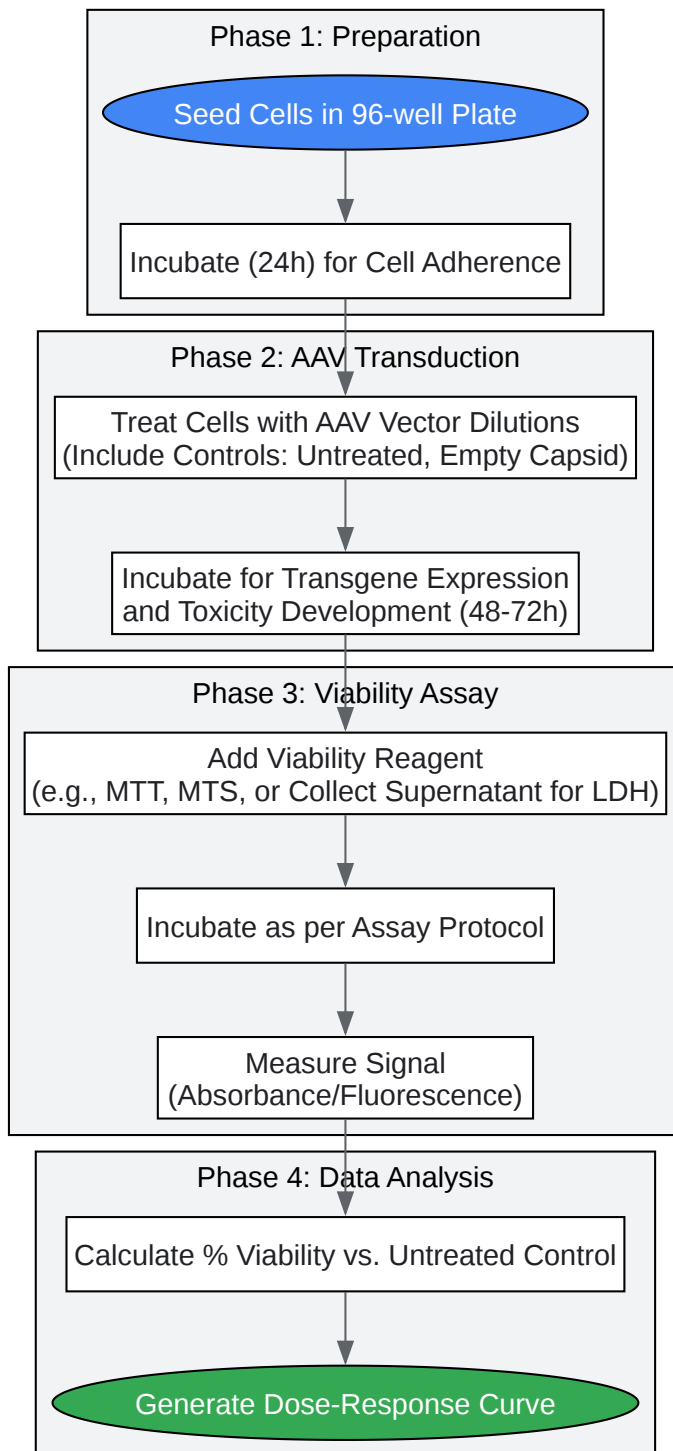 Phase 1: Preparation
Seed Cells in 96-well Plate
Incubate (24h) for Cell Adherence
Phase 2: AAV Transduction
Treat Cells with AAV Vector Dilutions
(Include Controls: Untreated, Empty Capsid)
Incubate for Transgene Expression
and Toxicity Development (48-72h)
Phase 3: Viability Assay
Add Viability Reagent
(e.g., MTT, MTS, or Collect Supernatant for LDH)
Incubate as per Assay Protocol
Measure Signal
(Absorbance/Fluorescence)
Phase 4: Data Analysis
Calculate % Viability vs. Untreated Control
Generate Dose-Response Curve